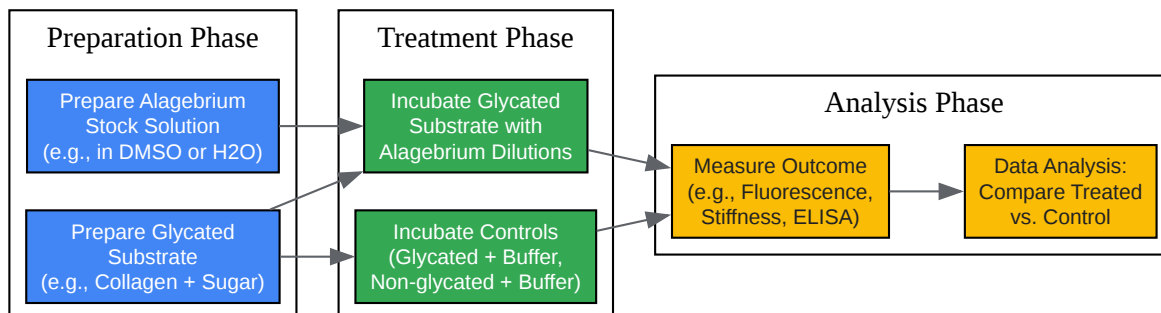 Preparation Phase
Prepare Alagebrium
Stock Solution
(e.g., in DMSO or H2O)
Prepare Glycated
Substrate
(e.g., Collagen + Sugar)
Treatment Phase
Incubate Glycated
Substrate with
Alagebrium Dilutions
Incubate Controls
(Glycated + Buffer,
Non-glycated + Buffer)
Analysis Phase
Measure Outcome
(e.g., Fluorescence,
Stiffness, ELISA)
Data Analysis:
Compare Treated
vs. Control